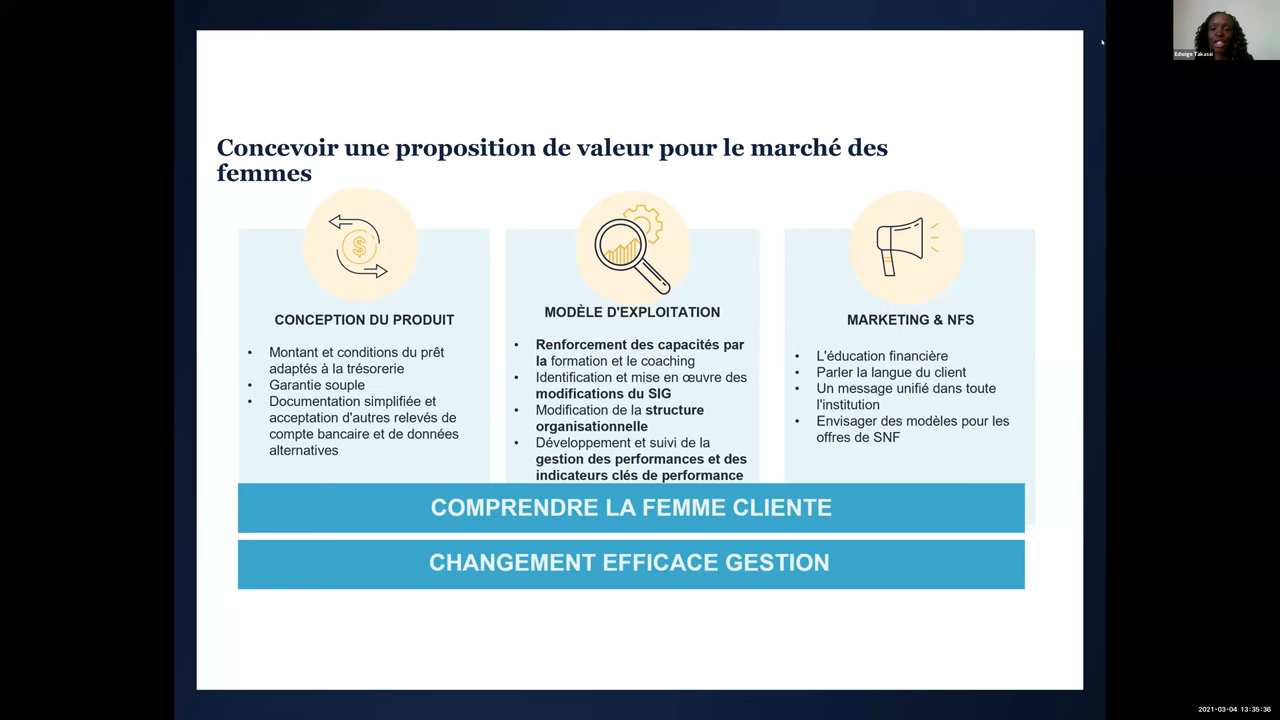 Edwige Takassi
Concevoir une proposition de valeur pour le marché des
femmes
$
CONCEPTION DU PRODUIT
• Montant et conditions du prêt
adaptés à la trésorerie
• Garantie souple
• Documentation simplifiée et
acceptation d'autres relevés de
compte bancaire et de données
alternatives
MODÈLE D'EXPLOITATION
• Renforcement des capacités par
la formation et le coaching
• Identification et mise en œuvre des
modifications du SIG
• Modification de la structure
organisationnelle
• Développement et suivi de la
gestion des performances et des
indicateurs clés de performance
MARKETING & NFS
• L'éducation financière
• Parler la langue du client
• Un message unifié dans toute
l'institution
• Envisager des modèles pour les
offres de SNF
COMPRENDRE LA FEMME CLIENTE
CHANGEMENT EFFICACE GESTION
2021-03-04 13:35:36